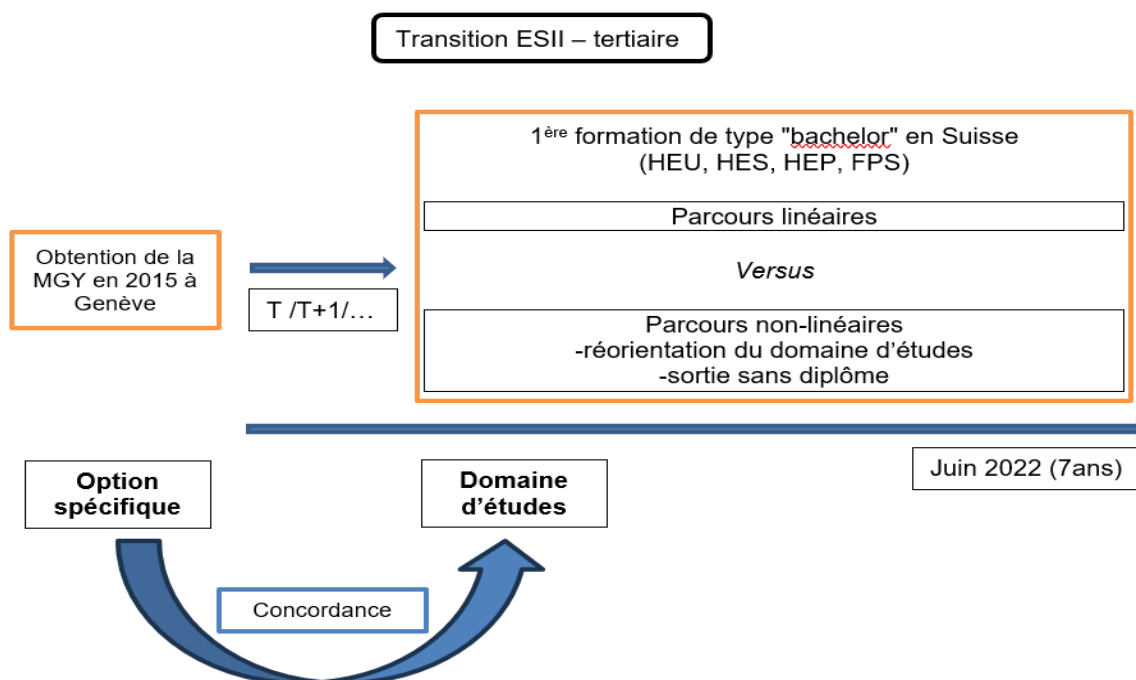 Transition ESII – tertiaire
1ère formation de type "bachelor" en Suisse
(HEU, HES, HEP, FPS)
Parcours linéaires
Obtention de la
MGY en 2015 à
Genève
Versus
T /T+1/…
Parcours non-linéaires
-réorientation du domaine d’études
-sortie sans diplôme
Juin 2022 (7ans)
Option
spécifique
Domaine
d’études
Concordance